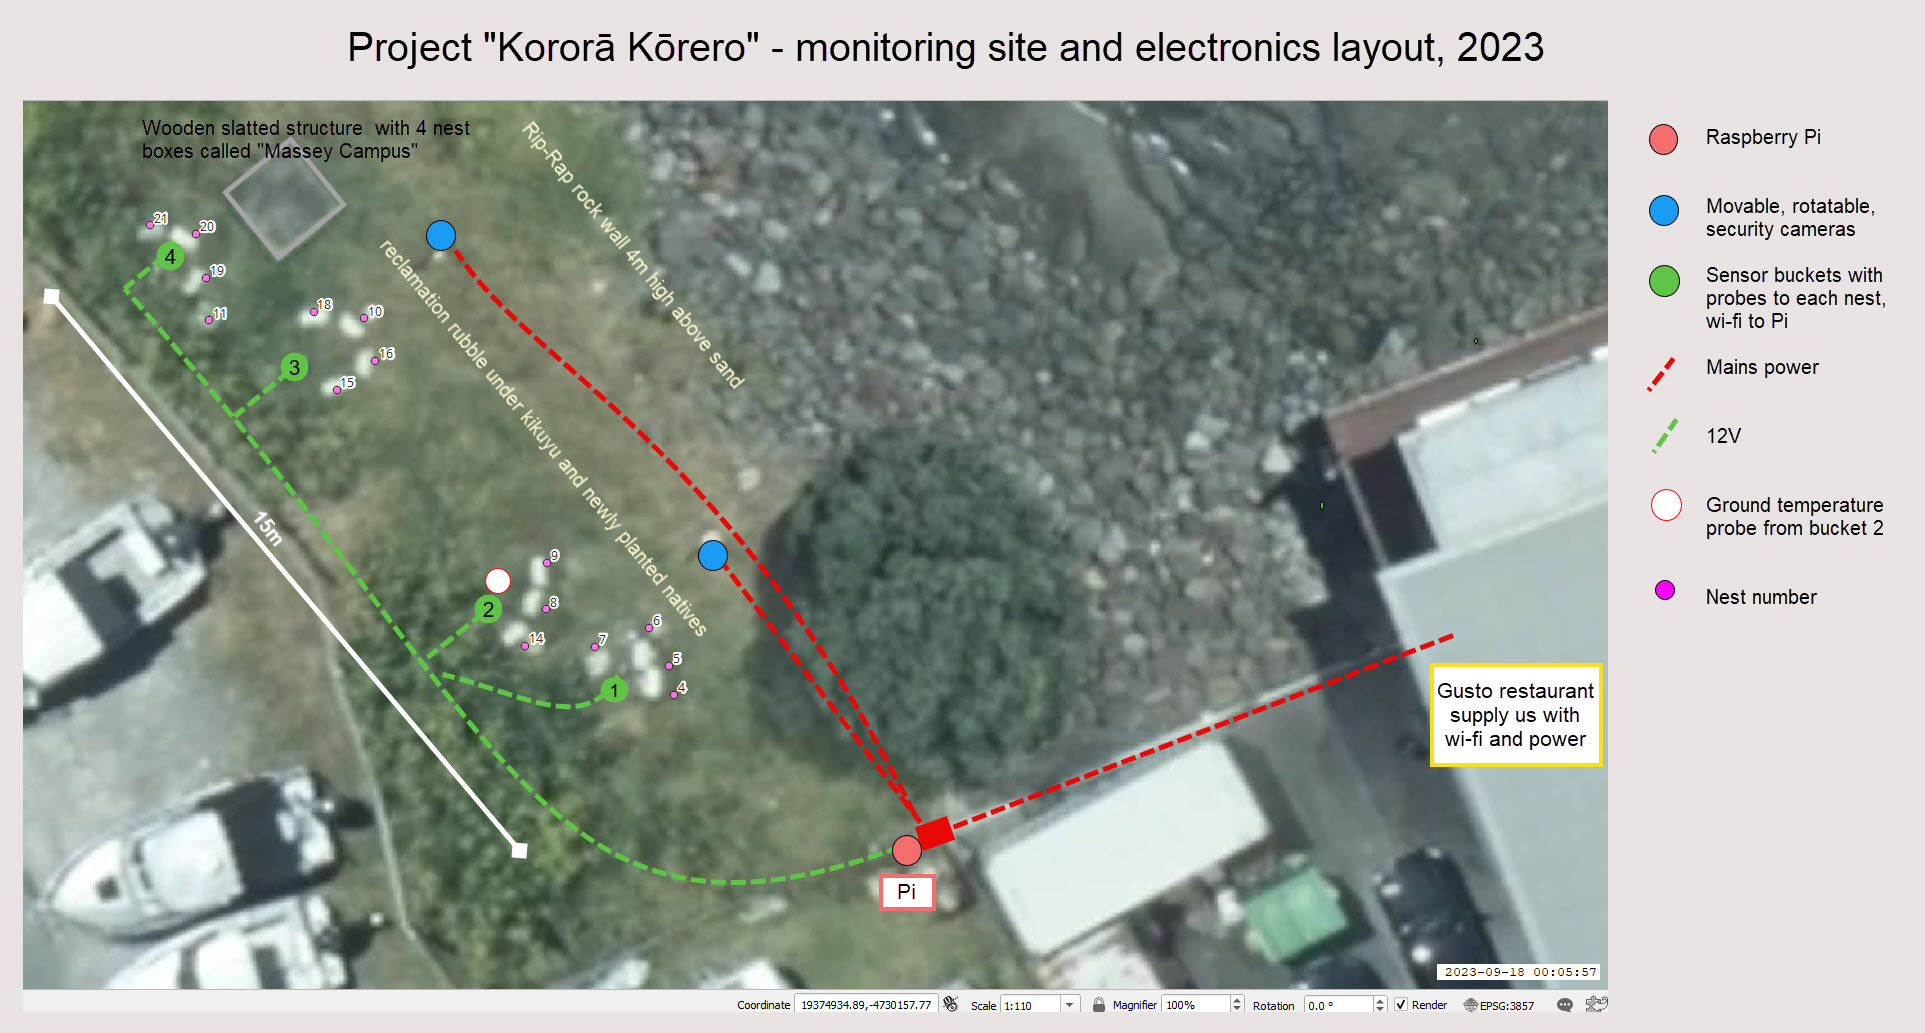 Project "Kororā Kōrero" - monitoring site and electronics layout, 2023
Wooden slatted structure with 4 nest
boxes called "Massey Campus"
Rip-Rap rock wall 4m high above sand
reclamation rubble under kikuyu and newly planted natives
21
20
4
19
11
18
10
3
16
15
15m
9
2
8
14
7
6
5
1
4
Pi
Gusto restaurant
supply us with
wi-fi and power
2023-09-18 00:05:57
Raspberry Pi
Movable, rotatable,
security cameras
Sensor buckets with
probes to each nest,
wi-fi to Pi
Mains power
12V
Ground temperature
probe from bucket 2
Nest number
Coordinate 19374934.89,-4730157.77 Scale 1:110 Magnifier 100% Rotation 0.0 ° Render EPSG:3857